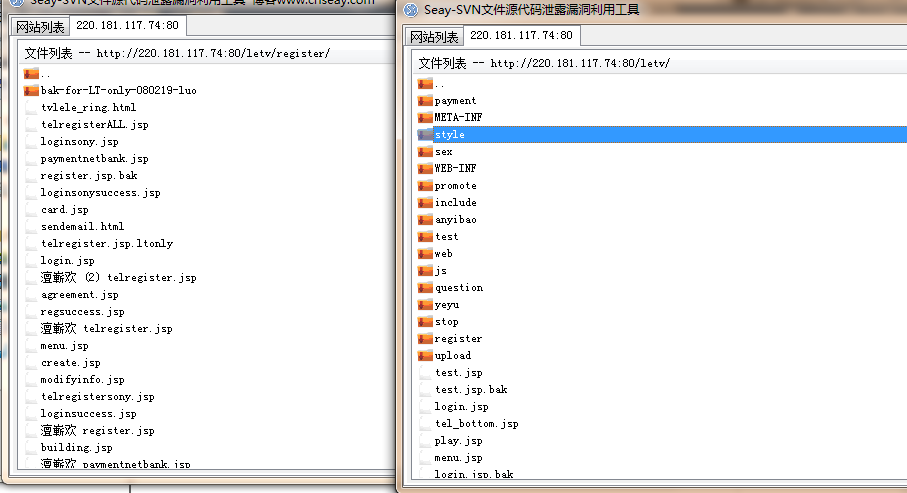 Seay-SVN文件源代码泄露漏洞利用工具 博客www.cnseay.com
网站列表 220.181.117.74:80
文件列表 -- http://220.181.117.74:80/letv/register/
..
bak-for-LT-only-080219-luo
tvlele_ring.html
telregisterALL.jsp
loginsony.jsp
paymentnetbank.jsp
register.jsp.bak
loginsonysuccess.jsp
card.jsp
sendemail.html
telregister.jsp.ltonly
login.jsp
澶嶄欢 (2) telregister.jsp
agreement.jsp
regsuccess.jsp
澶嶄欢 telregister.jsp
menu.jsp
create.jsp
modifyinfo.jsp
telregistersony.jsp
loginsuccess.jsp
澶嶄欢 register.jsp
building.jsp
澶嶄欢 paymentnetbank.jsp
Seay-SVN文件源代码泄露漏洞利用工具
网站列表 220.181.117.74:80
文件列表 -- http://220.181.117.74:80/letv/
..
payment
META-INF
style
sex
WEB-INF
promote
include
anyibao
test
web
js
question
yeyu
stop
register
upload
test.jsp
test.jsp.bak
login.jsp
tel_bottom.jsp
play.jsp
menu.jsp
login.jsp.bak